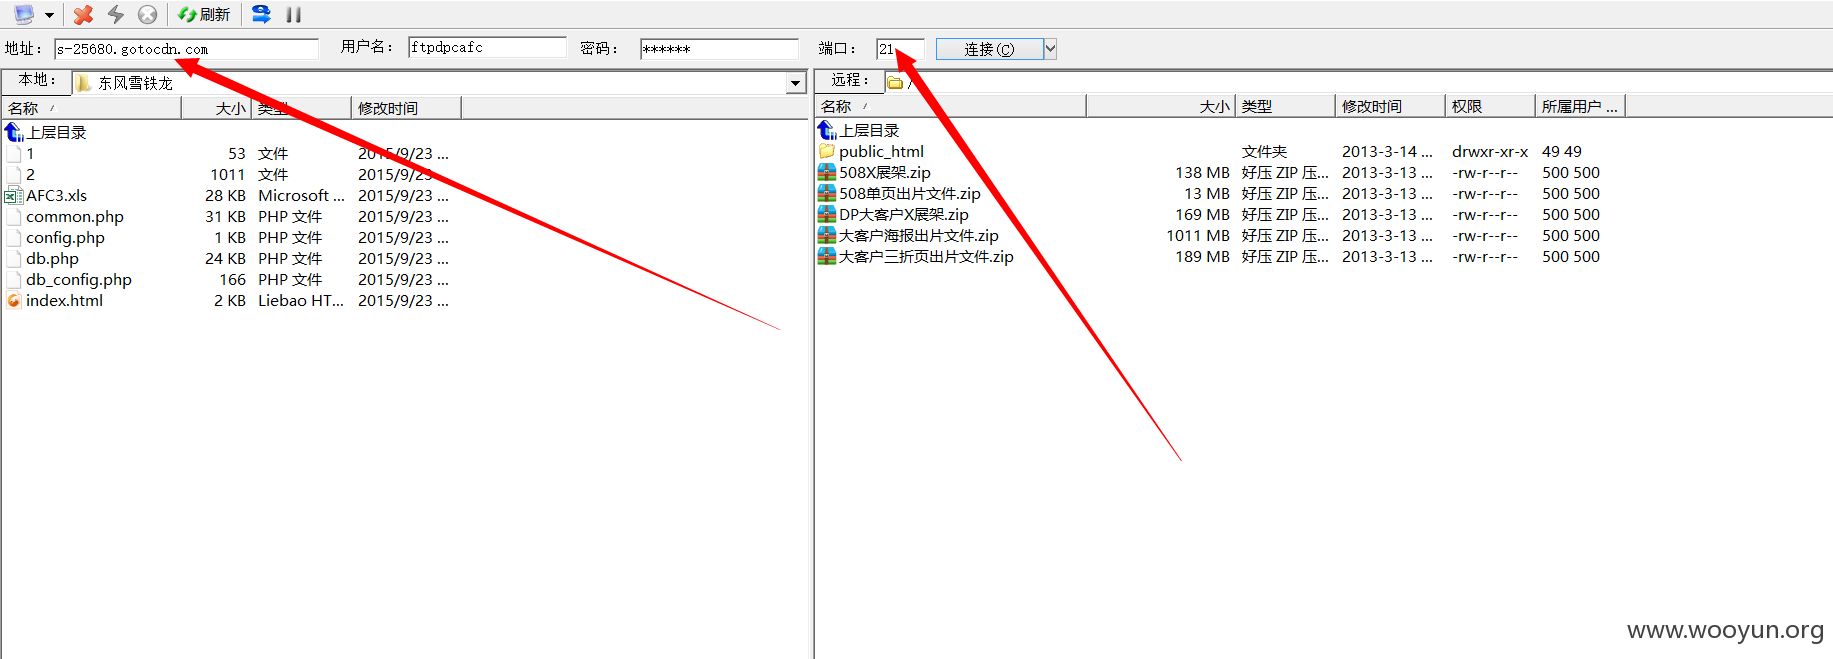 刷新
地址： s-25680.gotocdn.com 用户名： ftpdpcafc 密码： ****** 端口： 21 连接(C)
本地： 东风雪铁龙
名称 大小 类型 修改时间
上层目录
1 53 文件 2015/9/23 ...
2 1011 文件 2015/9/23
AFC3.xls 28 KB Microsoft ... 2015/9/23 ...
common.php 31 KB PHP 文件 2015/9/23 ...
config.php 1 KB PHP 文件 2015/9/23 ...
db.php 24 KB PHP 文件 2015/9/23 ...
db_config.php 166 PHP 文件 2015/9/23 ...
index.html 2 KB Liebao HT... 2015/9/23 ...
远程： /
名称 大小 类型 修改时间 权限 所属用户 ...
上层目录
public_html 文件夹 2013-3-14 ... drwxr-xr-x 49 49
508X展架.zip 138 MB 好压 ZIP 压... 2013-3-13 ... -rw-r--r-- 500 500
508单页出片文件.zip 13 MB 好压 ZIP 压... 2013-3-13 ... -rw-r--r-- 500 500
DP大客户X展架.zip 169 MB 好压 ZIP 压... 2013-3-13 ... -rw-r--r-- 500 500
大客户海报出片文件.zip 1011 MB 好压 ZIP 压... 2013-3-13 ... -rw-r--r-- 500 500
大客户三折页出片文件.zip 189 MB 好压 ZIP 压... 2013-3-13 ... -rw-r--r-- 500 500
www.wooyun.org